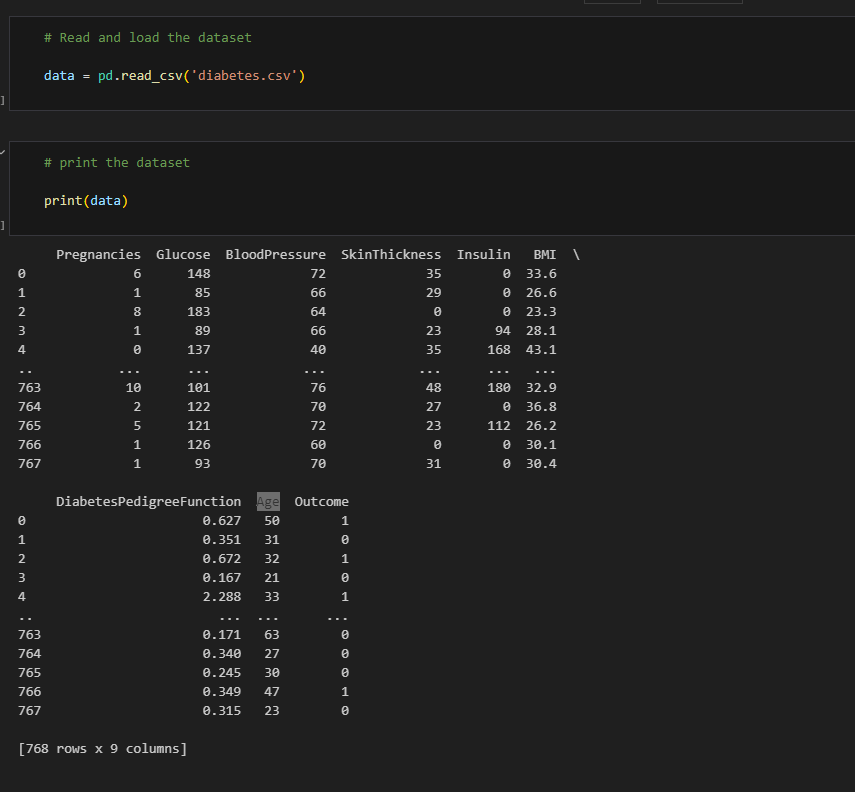 # Read and load the dataset
data = pd.read_csv('diabetes.csv')
]
# print the dataset
print(data)
]
     Pregnancies  Glucose  BloodPressure  SkinThickness  Insulin   BMI  \
0              6      148             72             35        0  33.6
1              1       85             66             29        0  26.6
2              8      183             64              0        0  23.3
3              1       89             66             23       94  28.1
4              0      137             40             35      168  43.1
..           ...      ...            ...            ...      ...   ...
763           10      101             76             48      180  32.9
764            2      122             70             27        0  36.8
765            5      121             72             23      112  26.2
766            1      126             60              0        0  30.1
767            1       93             70             31        0  30.4
     DiabetesPedigreeFunction  Age  Outcome
0                       0.627   50        1
1                       0.351   31        0
2                       0.672   32        1
3                       0.167   21        0
4                       2.288   33        1
..                        ...  ...      ...
763                     0.171   63        0
764                     0.340   27        0
765                     0.245   30        0
766                     0.349   47        1
767                     0.315   23        0
[768 rows x 9 columns]